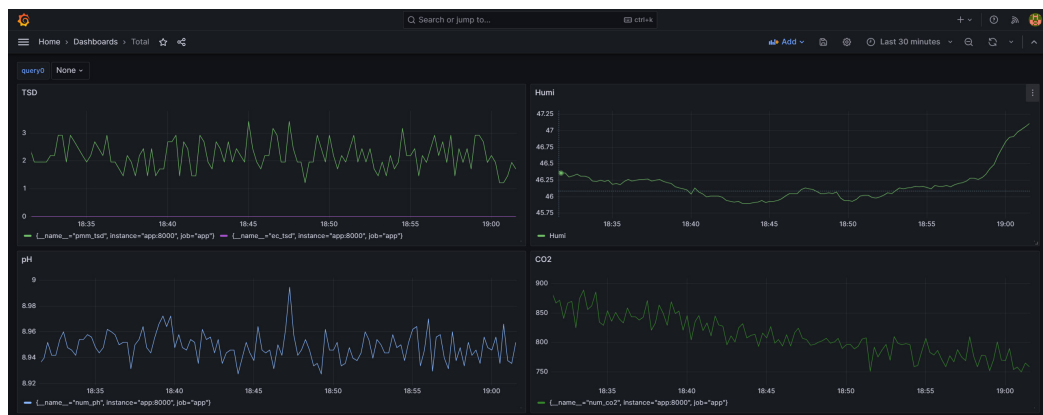 Search or jump to... ctrl+k
Home › Dashboards › Total Add Last 30 minutes
query0 None
TSD
3
2
1
0
18:35 18:40 18:45 18:50 18:55 19:00
{__name__="pmm_tsd", instance="app:8000", job="app"} {__name__="ec_tsd", instance="app:8000", job="app"}
Humi
47.25
47
46.75
46.5
46.25
46
45.75
18:35 18:40 18:45 18:50 18:55 19:00
Humi
pH
9
8.98
8.96
8.94
8.92
18:35 18:40 18:45 18:50 18:55 19:00
{__name__="num_ph", instance="app:8000", job="app"}
CO2
900
850
800
750
18:35 18:40 18:45 18:50 18:55 19:00
{__name__="num_co2", instance="app:8000", job="app"}